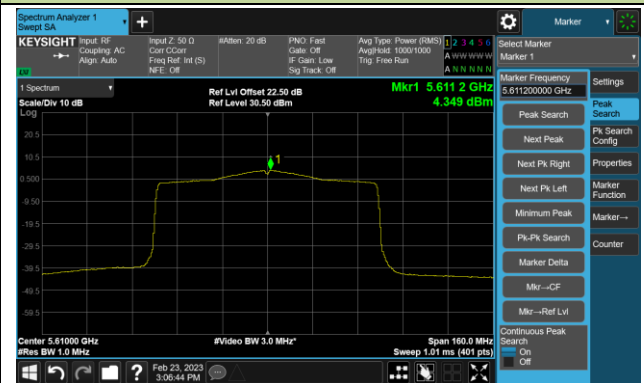 Spectrum Analyzer 1
Swept SA
Marker
KEYSIGHT
Input: RF
Coupling: AC
Align: Auto
Input Z: 50 Ω
Corr CCorr
Freq Ref: Int (S)
NFE: Off
#Atten: 20 dB
PNO: Fast
Gate: Off
IF Gain: Low
Sig Track: Off
Avg Type: Power (RMS)
Avg|Hold: 1000/1000
Trig: Free Run
1 2 3 4 5 6
A W W W W W
A N N N N N
Select Marker
Marker 1
1 Spectrum
Scale/Div 10 dB
Log
Ref Lvl Offset 22.50 dB
Ref Level 30.50 dBm
Mkr1 5.611 2 GHz
4.349 dBm
20.5
10.5
0.500
-9.50
-19.5
-29.5
-39.5
-49.5
-59.5
1
Center 5.61000 GHz
#Res BW 1.0 MHz
#Video BW 3.0 MHz*
Span 160.0 MHz
Sweep 1.01 ms (401 pts)
Marker Frequency
5.611200000 GHz
Peak Search
Next Peak
Next Pk Right
Next Pk Left
Minimum Peak
Pk-Pk Search
Marker Delta
Mkr→CF
Mkr→Ref Lvl
Continuous Peak
Search
On
Off
Settings
Peak
Search
Pk Search
Config
Properties
Marker
Function
Marker→
Counter
?
Feb 23, 2023
3:06:44 PM